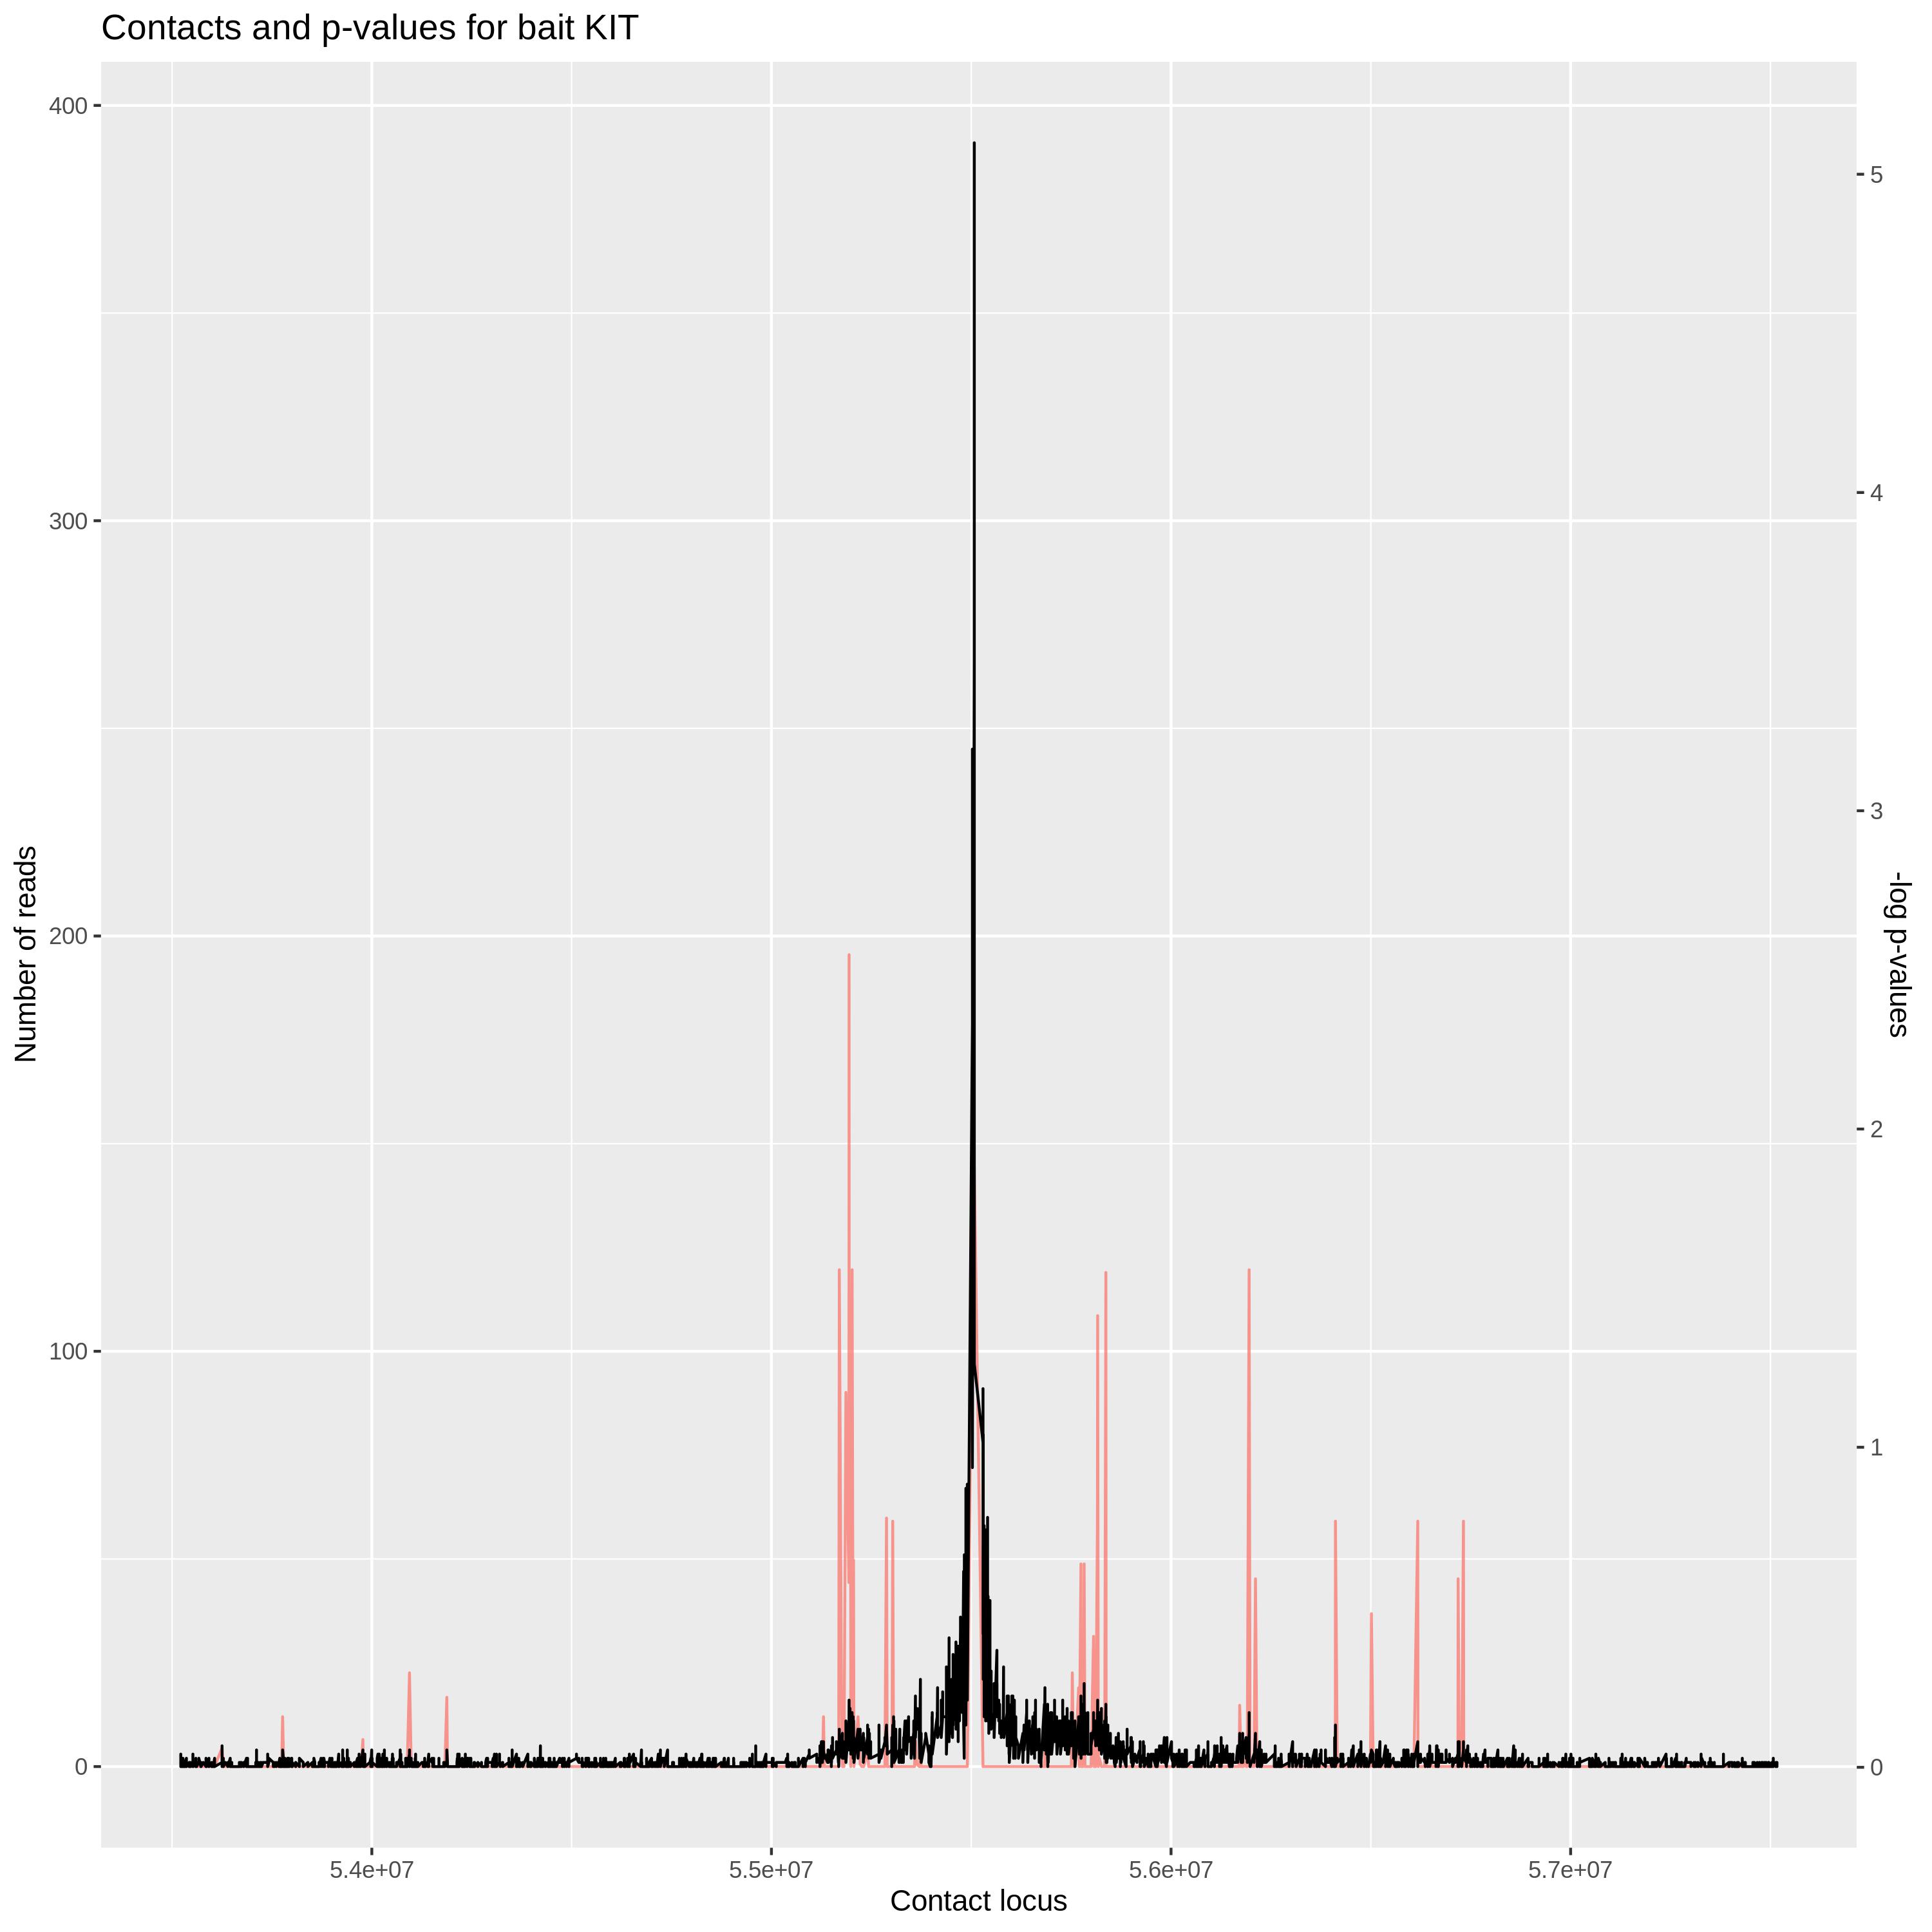 Contacts and p-values for bait KIT
400
300
200
100
0
Number of reads
5
4
3
2
1
0
-log p-values
5.4e+07
5.5e+07
5.6e+07
5.7e+07
Contact locus